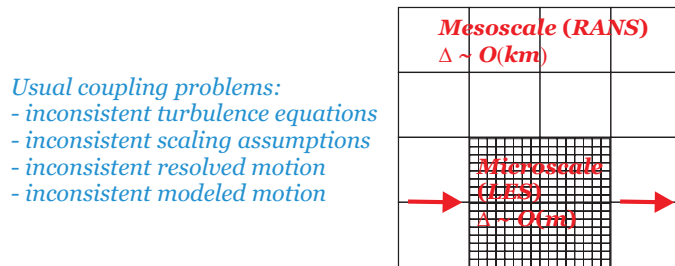 Usual coupling problems:
- inconsistent turbulence equations
- inconsistent scaling assumptions
- inconsistent resolved motion
- inconsistent modeled motion
Mesoscale (RANS)
Δ ~ O(km)
Microscale
(LES)
Δ ~ O(m)